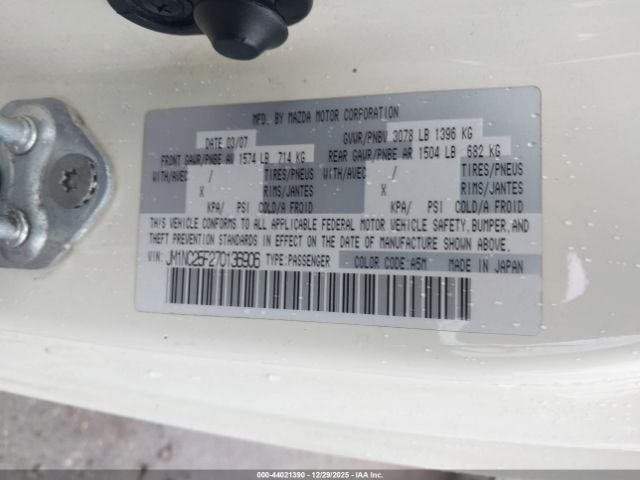 MFD. BY MAZDA MOTOR CORPORATION
DATE 03/07 GVWR/PNBV 3078 LB 1396 KG
FRONT GAWR/PNBE AV 1574 LB 714 KG REAR GAWR/PNBE AR 1504 LB 682 KG
WITH/AVEC / TIRES/PNEUS WITH/AVEC / TIRES/PNEUS
X RIMS/JANTES X RIMS/JANTES
KPA/ PSI COLD/A FROID KPA/ PSI COLD/A FROID
THIS VEHICLE CONFORMS TO ALL APPLICABLE FEDERAL MOTOR VEHICLE SAFETY, BUMPER, AND
THEFT PREVENTION STANDARDS IN EFFECT ON THE DATE OF MANUFACTURE SHOWN ABOVE.
VIN: JM1NC25F270136906 TYPE:PASSENGER COLOR CODE:A5M MADE IN JAPAN
000-44021390 - 12/29/2025 - IAAI.com